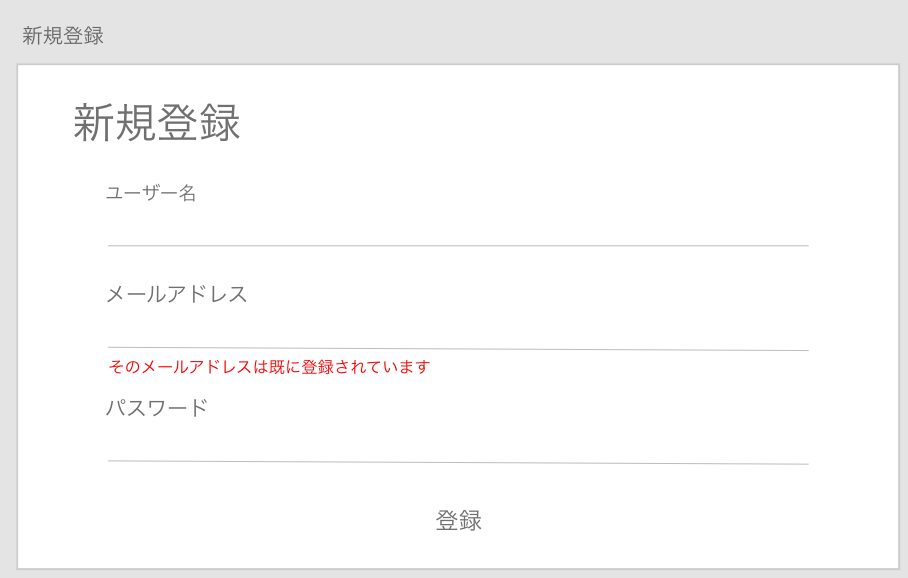 新規登録
新規登録
ユーザー名
メールアドレス
そのメールアドレスは既に登録されています
パスワード
登録